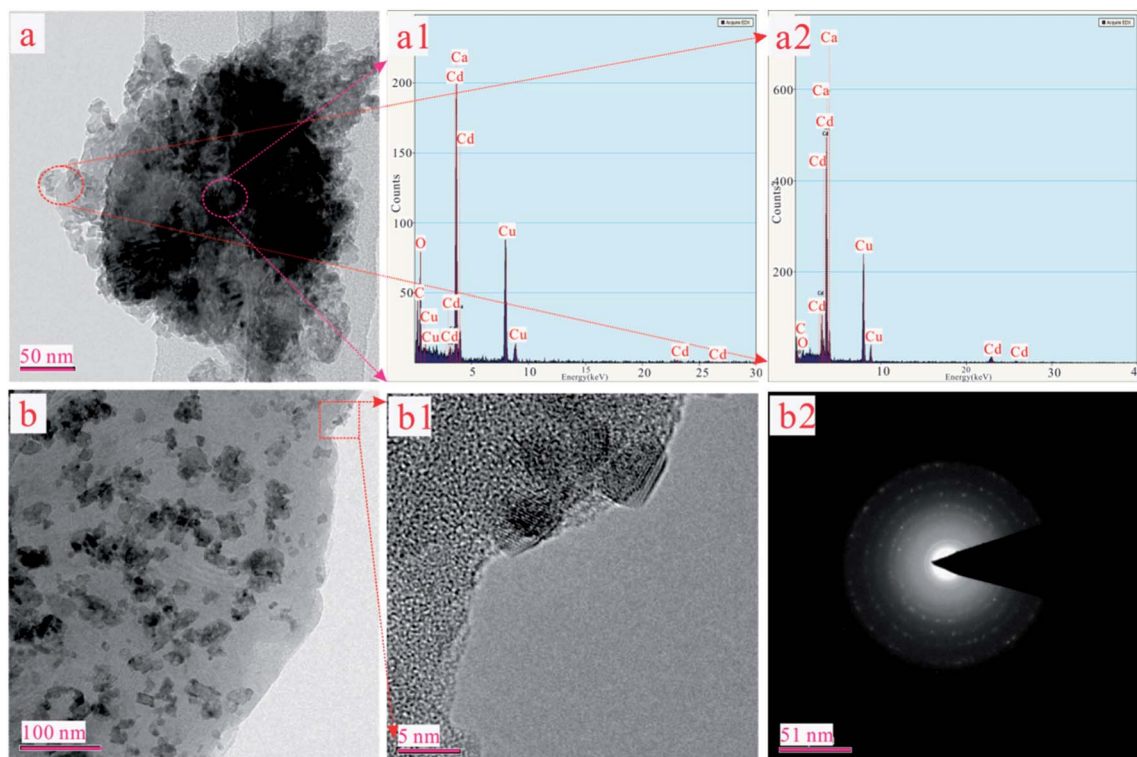 a
50 nm
a1
Acquire EDX
Ca
Cd
Cd
200
150
100
50
Counts
O
C
Cu
Cu
Cd
Cd
Cu
Cu
Cd
Cd
5
10
15
20
25
30
Energy(keV)
a2
Acquire EDX
Ca
Ca
Cd
Cd
Cd
600
400
200
Counts
Cd
Cd
C
O
Cu
Cu
Cd
Cd
10
20
30
4
Energy(keV)
b
100 nm
b1
5 nm
b2
51 nm